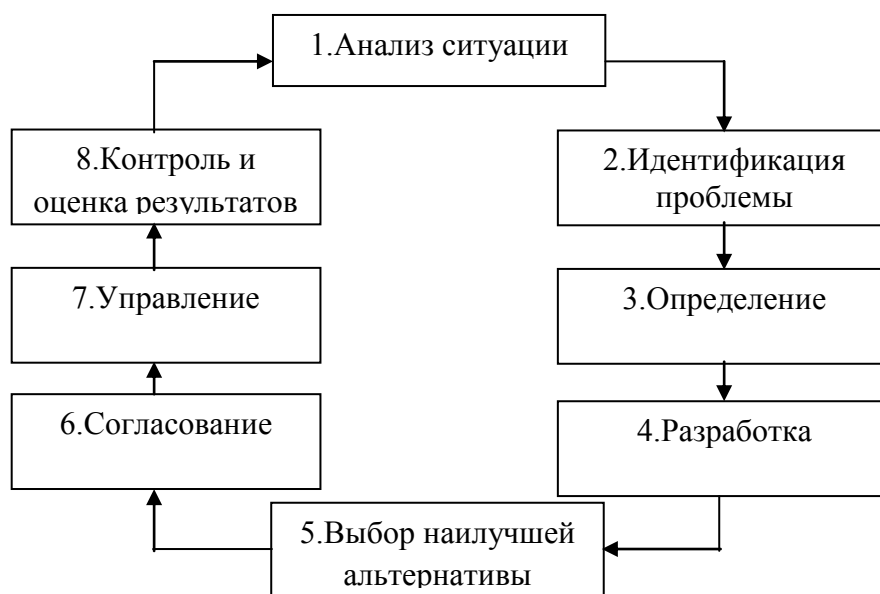 1.Анализ ситуации
2.Идентификация
проблемы
3.Определение
4.Разработка
5.Выбор наилучшей
альтернативы
6.Согласование
7.Управление
8.Контроль и
оценка результатов